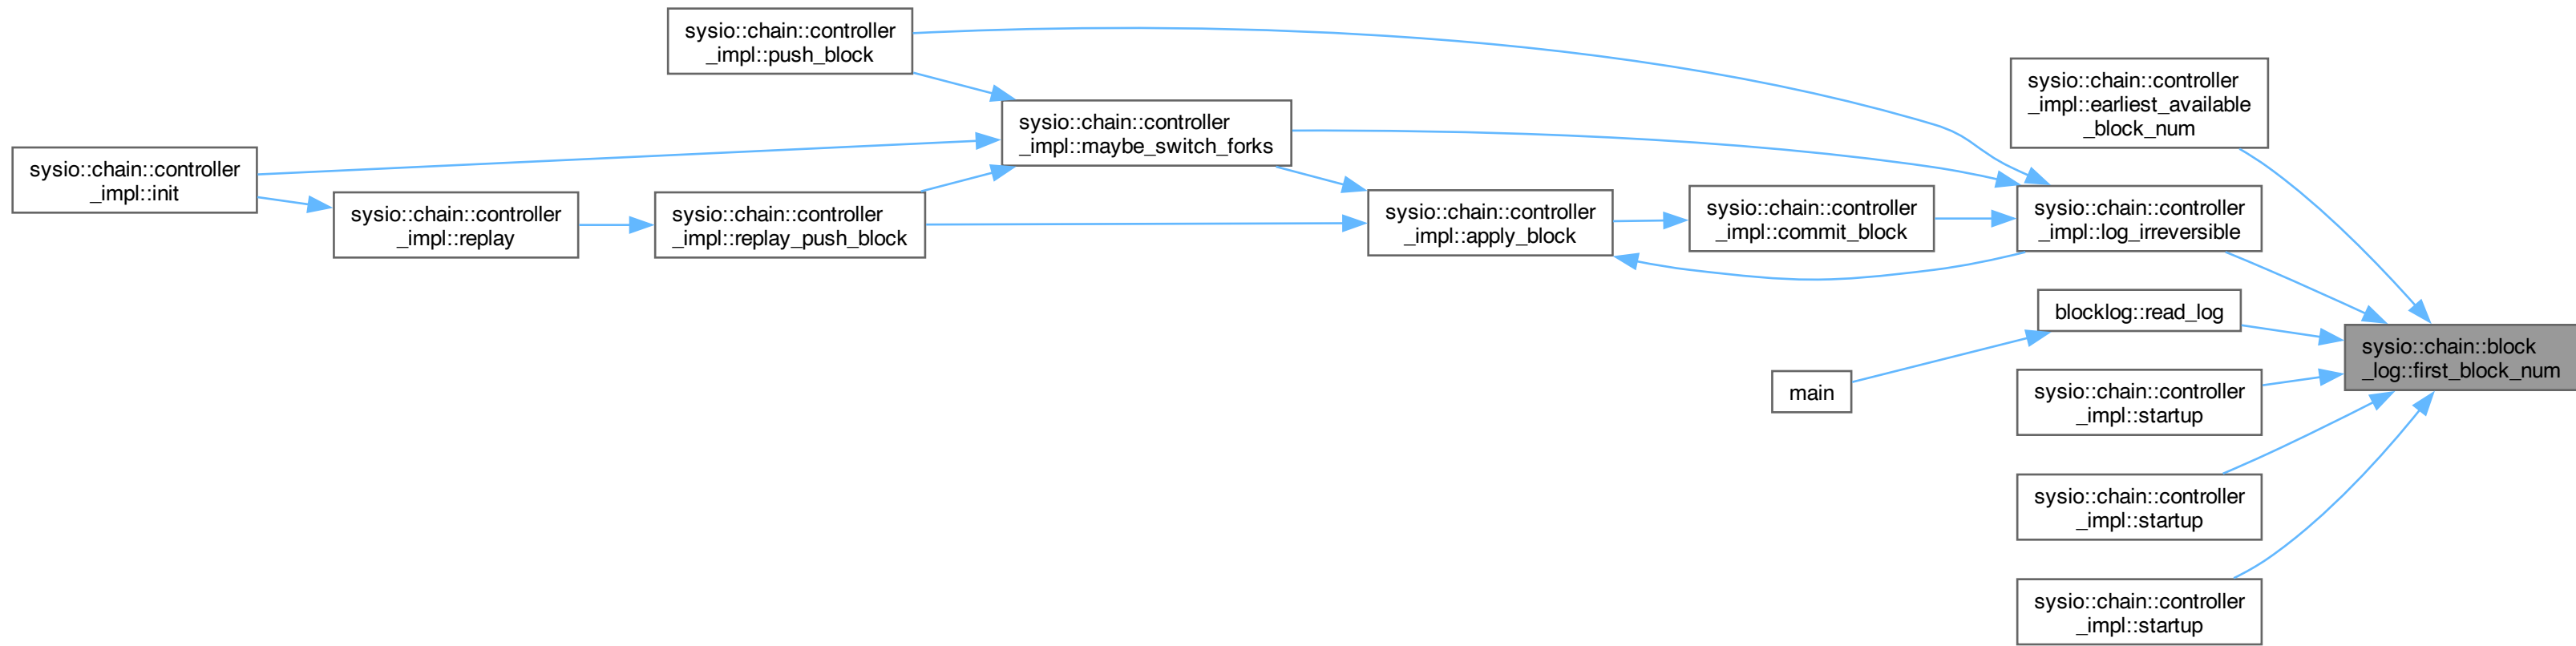 sysio::chain::controller
_impl::push_block
sysio::chain::controller
_impl::earliest_available
_block_num
sysio::chain::controller
_impl::maybe_switch_forks
sysio::chain::controller
_impl::init
sysio::chain::controller
_impl::replay
sysio::chain::controller
_impl::replay_push_block
sysio::chain::controller
_impl::apply_block
sysio::chain::controller
_impl::commit_block
sysio::chain::controller
_impl::log_irreversible
blocklog::read_log
sysio::chain::block
_log::first_block_num
main
sysio::chain::controller
_impl::startup
sysio::chain::controller
_impl::startup
sysio::chain::controller
_impl::startup